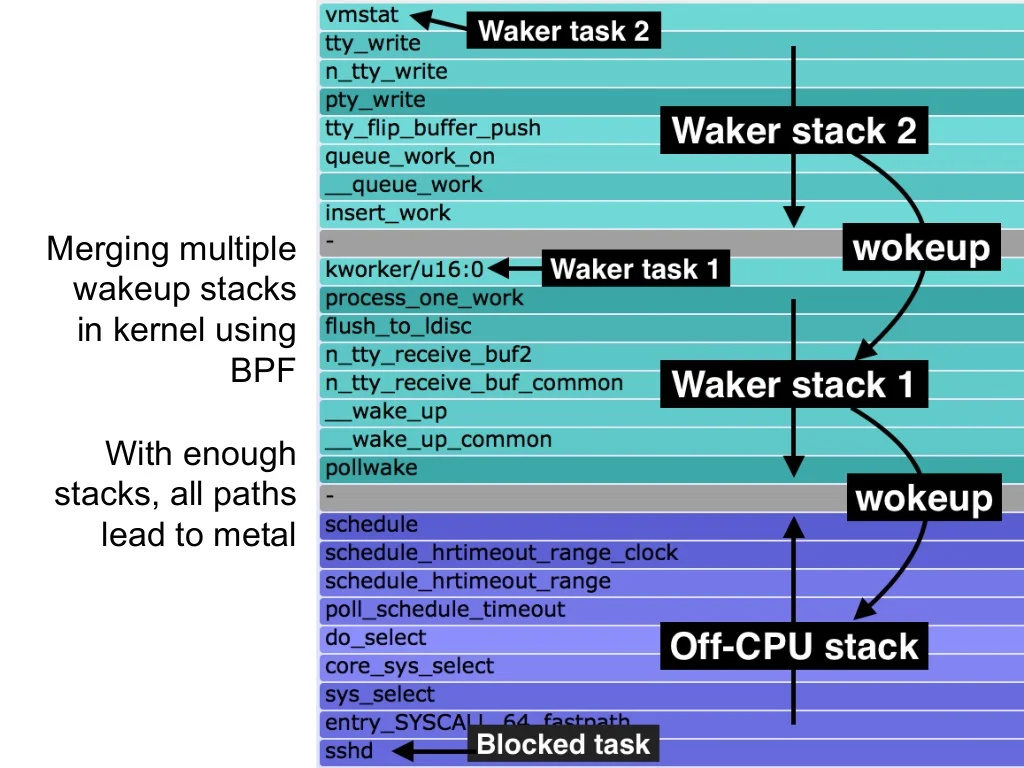 Merging multiple
wakeup stacks
in kernel using
BPF
With enough
stacks, all paths
lead to metal
vmstat
Waker task 2
tty_write
n_tty_write
pty_write
Waker stack 2
tty_flip_buffer_push
queue_work_on
__queue_work
insert_work
-
wokeup
kworker/u16:0
Waker task 1
process_one_work
flush_to_ldisc
n_tty_receive_buf2
n_tty_receive_buf_common
Waker stack 1
__wake_up
__wake_up_common
pollwake
-
wokeup
schedule
schedule_hrtimeout_range_clock
schedule_hrtimeout_range
poll_schedule_timeout
do_select
Off-CPU stack
core_sys_select
sys_select
entry_SYSCALL_64_fastpath
sshd
Blocked task